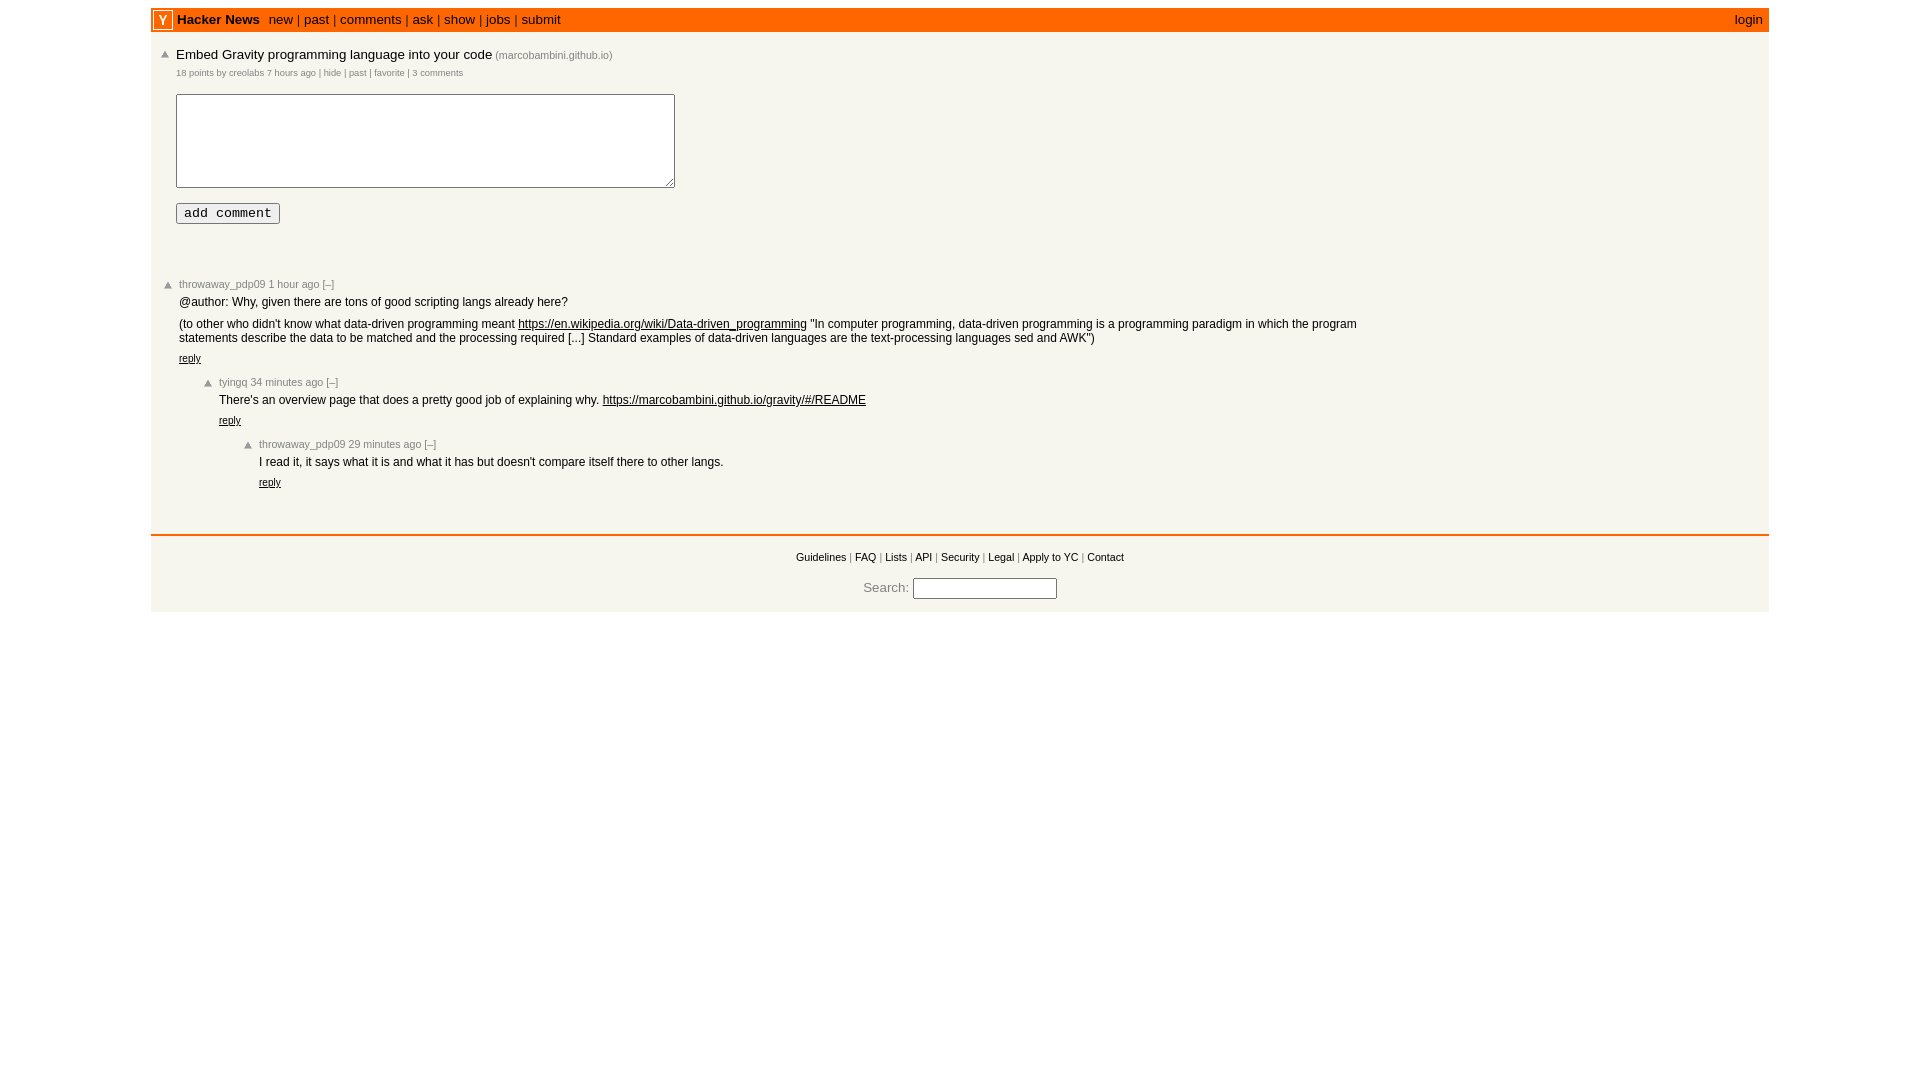 Y Hacker News new | past | comments | ask | show | jobs | submit login
Embed Gravity programming language into your code (marcobambini.github.io)
18 points by creolabs 7 hours ago | hide | past | favorite | 3 comments
add comment
throwaway_pdp09 1 hour ago [–]
@author: Why, given there are tons of good scripting langs already here?
(to other who didn't know what data-driven programming meant https://en.wikipedia.org/wiki/Data-driven_programming "In computer programming, data-driven programming is a programming paradigm in which the program
statements describe the data to be matched and the processing required [...] Standard examples of data-driven languages are the text-processing languages sed and AWK")
reply
tyingq 34 minutes ago [–]
There's an overview page that does a pretty good job of explaining why. https://marcobambini.github.io/gravity/#/README
reply
throwaway_pdp09 29 minutes ago [–]
I read it, it says what it is and what it has but doesn't compare itself there to other langs.
reply
Guidelines | FAQ | Lists | API | Security | Legal | Apply to YC | Contact
Search: